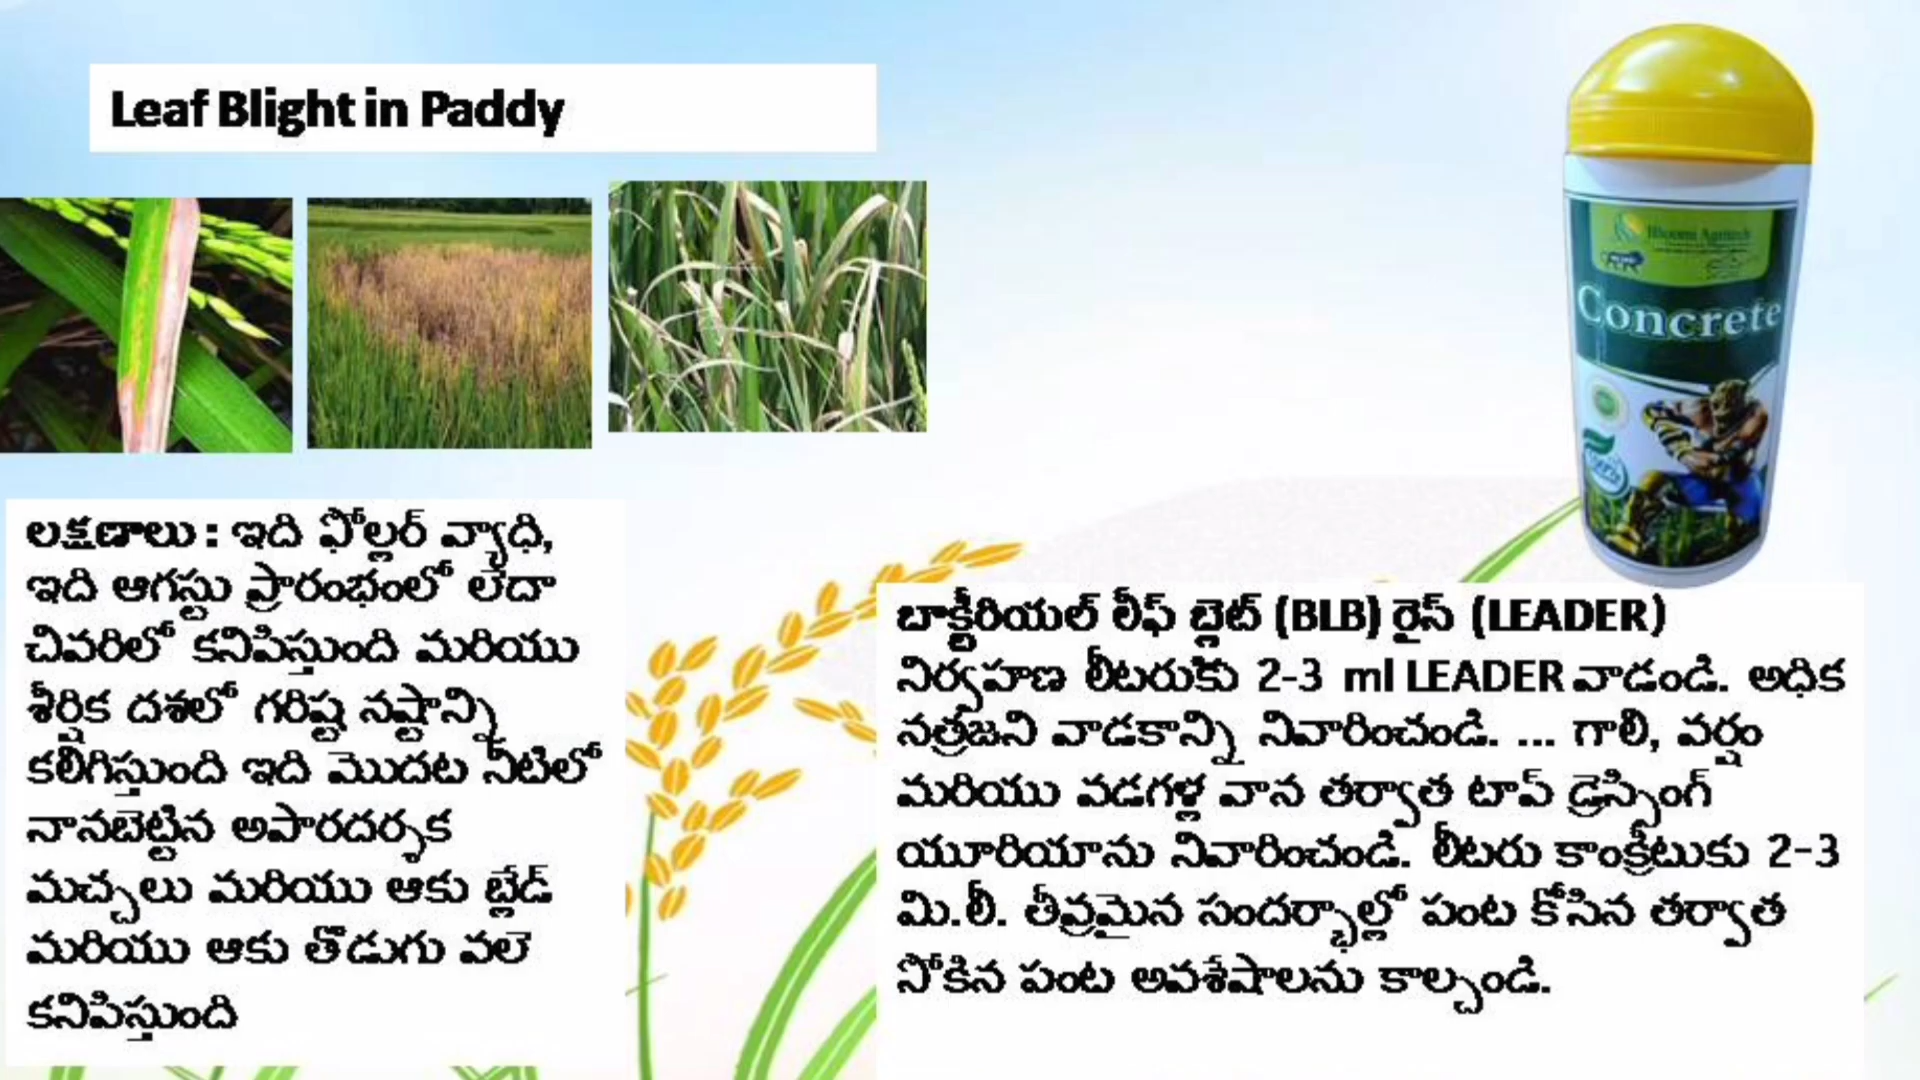 Leaf Blight in Paddy
Bhoomi Agritech
Concrete
లక్షణాలు : ఇది ఫోల్లర్ వ్యాధి,
ఇది ఆగస్టు ప్రారంభంలో లేదా
చివరిలో కనిపిస్తుంది మరియు
శీర్షిక దశలో గరిష్ట నష్టాన్ని
కలిగిస్తుంది ఇది మొదట నీటిలో
నానబెట్టిన అపారదర్శక
మచ్చలు మరియు ఆకు బ్లేడ్
మరియు ఆకు తొడుగు వలె
కనిపిస్తుంది
బాక్టీరియల్ లీఫ్ బ్లైట్ (BLB) రైస్ (LEADER)
నిర్వహణ లీటరుకు 2-3 ml LEADER వాడండి. అధిక
నత్రజని వాడకాన్ని నివారించండి. ... గాలి, వర్షం
మరియు వడగళ్ల వాన తర్వాత టాప్ డ్రెస్సింగ్
యూరియాను నివారించండి. లీటరు కాంక్రీటుకు 2-3
మి.లీ. తీవ్రమైన సందర్భాల్లో పంట కోసిన తర్వాత
సోకిన పంట అవశేషాలను కాల్చండి.